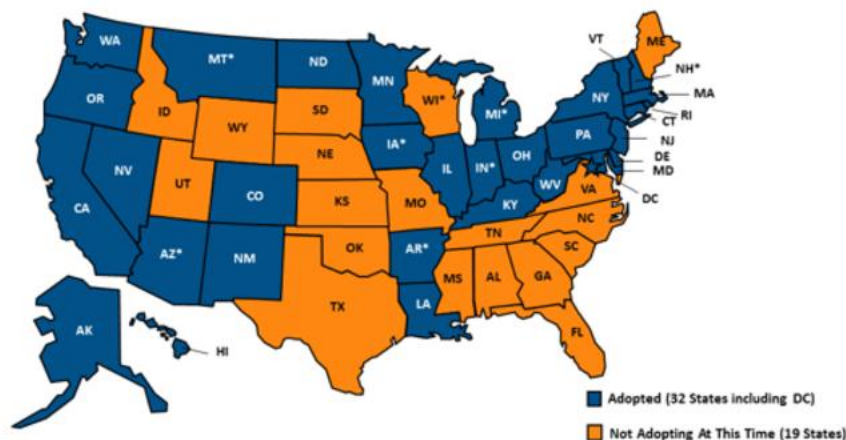 WA
MT*
ND
MN
VT
ME
NH*
OR
ID
SD
WI*
MI*
NY
MA
RI
CT
WY
IA*
PA
NJ
NV
NE
IL
IN*
OH
DE
MD
UT
CO
WV
DC
CA
KS
MO
KY
VA
AZ*
NM
OK
AR*
TN
NC
SC
TX
LA
MS
AL
GA
AK
HI
FL
Adopted (32 States including DC)
Not Adopting At This Time (19 States)